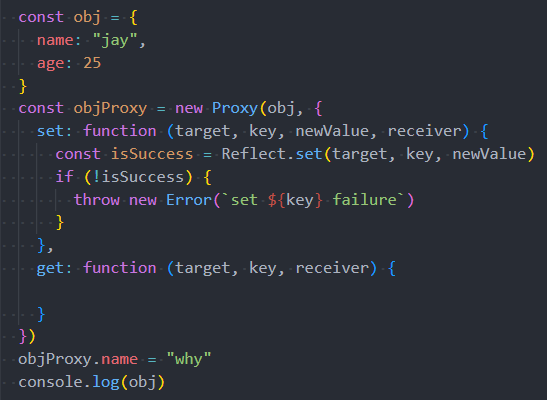 const obj = {
  name: "jay",
  age: 25
}
const objProxy = new Proxy(obj, {
  set: function (target, key, newValue, receiver) {
    const isSuccess = Reflect.set(target, key, newValue)
    if (!isSuccess) {
      throw new Error(`set ${key} failure`)
    }
  },
  get: function (target, key, receiver) {

  }
})
objProxy.name = "why"
console.log(obj)